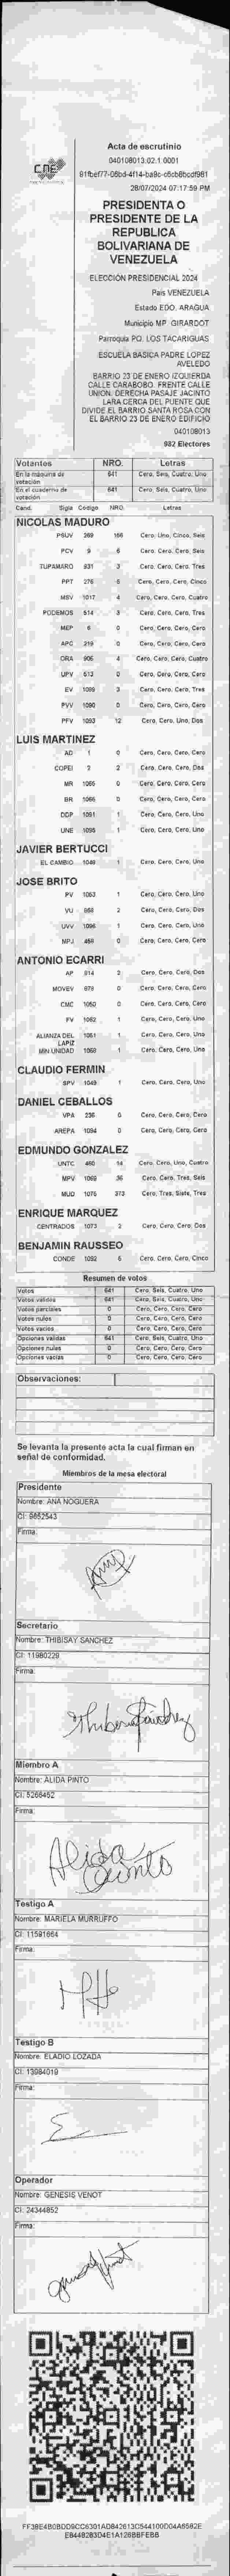 Acta de escrutinio
040108013.02.1.0001
28/07/2024 07:17:59 PM
CNE
PRESIDENTA O
PRESIDENTE DE LA
REPUBLICA
BOLIVARIANA DE
VENEZUELA
ELECCIÓN PRESIDENCIAL 2024
País VENEZUELA
Estado EDO. ARAGUA
Municipio MP. GIRARDOT
Parroquia PQ. LOS TACARIGUAS
ESCUELA BÁSICA PADRE LOPEZ
AVELEDO
BARRIO 23 DE ENERO IZQUIERDA
CALLE CARABOBO. FRENTE CALLE
UNION. DERECHA PASAJE JACINTO
LARA CERCA DEL PUENTE QUE
DIVIDE EL BARRIO SANTA ROSA CON
EL BARRIO 23 DE ENERO EDIFICIO
040108013
982 Electores
Votantes NRO. Letras
En la máquina de votación 641 Cero, Seis, Cuatro, Uno
En el cuaderno de votación 641 Cero, Seis, Cuatro, Uno
Cand. Sigla Código NRO. Letras
NICOLAS MADURO
PSUV 369 166 Cero, Uno, Cinco, Seis
PCV 9 6 Cero, Cero, Cero, Seis
TUPAMARO 931 3 Cero, Cero, Cero, Tres
PPT 276 5 Cero, Cero, Cero, Cinco
MSV 1017 4 Cero, Cero, Cero, Cuatro
PODEMOS 514 3 Cero, Cero, Cero, Tres
MEP 6 0 Cero, Cero, Cero, Cero
APC 219 0 Cero, Cero, Cero, Cero
ORA 906 4 Cero, Cero, Cero, Cuatro
UPV 613 0 Cero, Cero, Cero, Cero
EV 1089 3 Cero, Cero, Cero, Tres
PVV 1090 0 Cero, Cero, Cero, Cero
PFV 1093 12 Cero, Cero, Uno, Dos
LUIS MARTINEZ
AD 1 0 Cero, Cero, Cero, Cero
COPEI 2 2 Cero, Cero, Cero, Dos
MR 1065 0 Cero, Cero, Cero, Cero
BR 1066 0 Cero, Cero, Cero, Cero
DDP 1091 1 Cero, Cero, Cero, Uno
UNE 1095 1 Cero, Cero, Cero, Uno
JAVIER BERTUCCI
EL CAMBIO 1048 1 Cero, Cero, Cero, Uno
JOSE BRITO
PV 1063 1 Cero, Cero, Cero, Uno
VU 868 2 Cero, Cero, Cero, Dos
UVV 1096 1 Cero, Cero, Cero, Uno
MPJ 458 0 Cero, Cero, Cero, Cero
ANTONIO ECARRI
AP 814 2 Cero, Cero, Cero, Dos
MOVEV 878 0 Cero, Cero, Cero, Cero
CMC 1050 0 Cero, Cero, Cero, Cero
FV 1062 1 Cero, Cero, Cero, Uno
ALIANZA DEL LAPIZ 1061 1 Cero, Cero, Cero, Uno
MIN UNIDAD 1068 1 Cero, Cero, Cero, Uno
CLAUDIO FERMIN
SPV 1049 1 Cero, Cero, Cero, Uno
DANIEL CEBALLOS
VPA 236 0 Cero, Cero, Cero, Cero
AREPA 1094 0 Cero, Cero, Cero, Cero
EDMUNDO GONZALEZ
UNTC 460 14 Cero, Cero, Uno, Cuatro
MPV 1069 36 Cero, Cero, Tres, Seis
MUD 1076 373 Cero, Tres, Siete, Tres
ENRIQUE MARQUEZ
CENTRADOS 1073 2 Cero, Cero, Cero, Dos
BENJAMIN RAUSSEO
CONDE 1092 5 Cero, Cero, Cero, Cinco
Resumen de votos
Votos 641 Cero, Seis, Cuatro, Uno
Votos válidos 641 Cero, Seis, Cuatro, Uno
Votos parciales 0 Cero, Cero, Cero, Cero
Votos nulos 0 Cero, Cero, Cero, Cero
Votos vacíos 0 Cero, Cero, Cero, Cero
Opciones válidas 641 Cero, Seis, Cuatro, Uno
Opciones nulas 0 Cero, Cero, Cero, Cero
Opciones vacías 0 Cero, Cero, Cero, Cero
Observaciones:
Se levanta la presente acta la cual firman en
señal de conformidad.
Miembros de la mesa electoral
Presidente
Nombre: ANA NOGUERA
CI: 9652543
Firma:
Secretario
Nombre: THIBISAY SANCHEZ
CI: 11980229
Firma:
Thibisay Sánchez
Miembro A
Nombre: ALIDA PINTO
CI: 5266452
Firma:
Alida Pinto
Testigo A
Nombre: MARIELA MURRUFFO
CI: 11591664
Firma:
Testigo B
Nombre: ELADIO LOZADA
CI: 13984019
Firma:
Operador
Nombre: GENESIS VENOT
CI: 24344852
Firma: